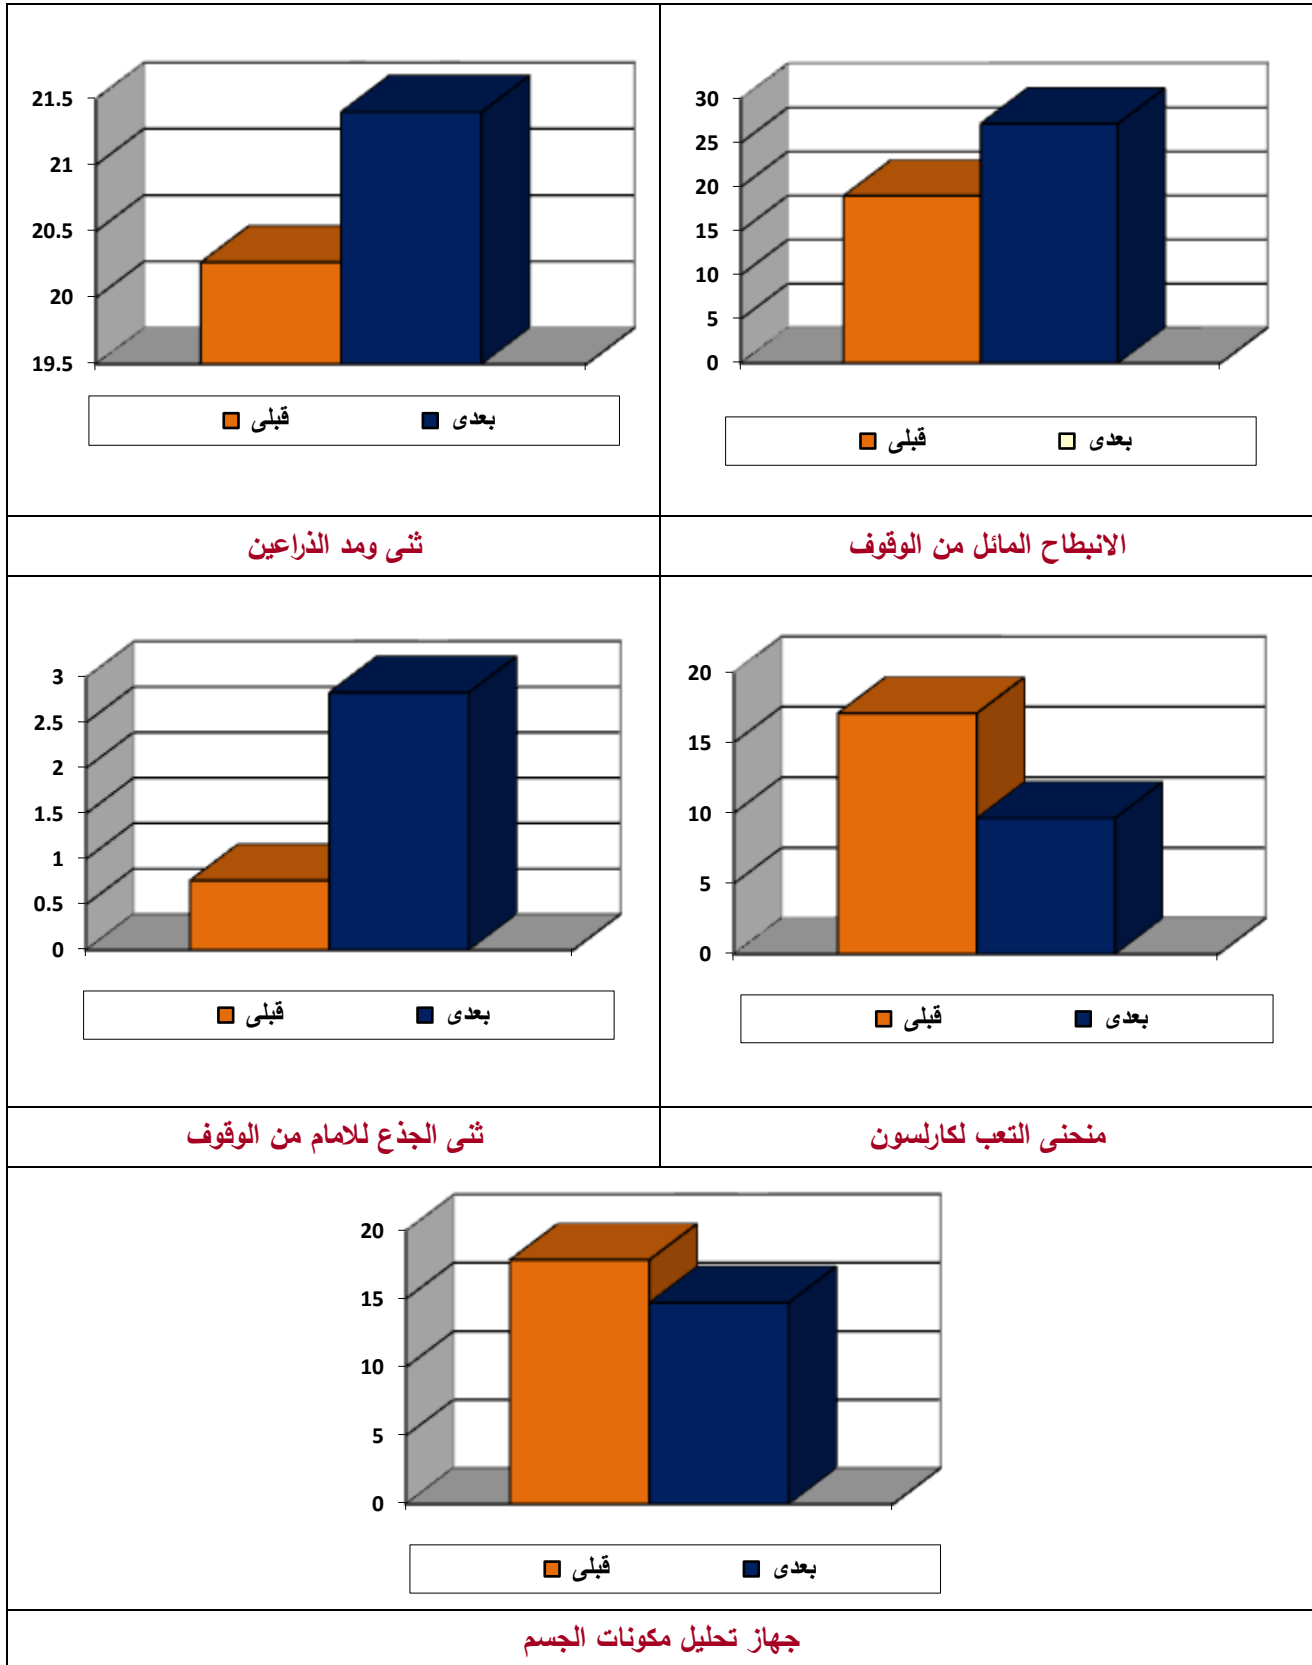 21.5
21
20.5
20
19.5
قبلى بعدى
ثنى ومد الذراعين
30
25
20
15
10
5
0
قبلى بعدى
الانبطاح المائل من الوقوف
3
2.5
2
1.5
1
0.5
0
قبلى بعدى
ثنى الجذع للامام من الوقوف
20
15
10
5
0
قبلى بعدى
منحنى التعب لكارلسون
20
15
10
5
0
قبلى بعدى
جهاز تحليل مكونات الجسم